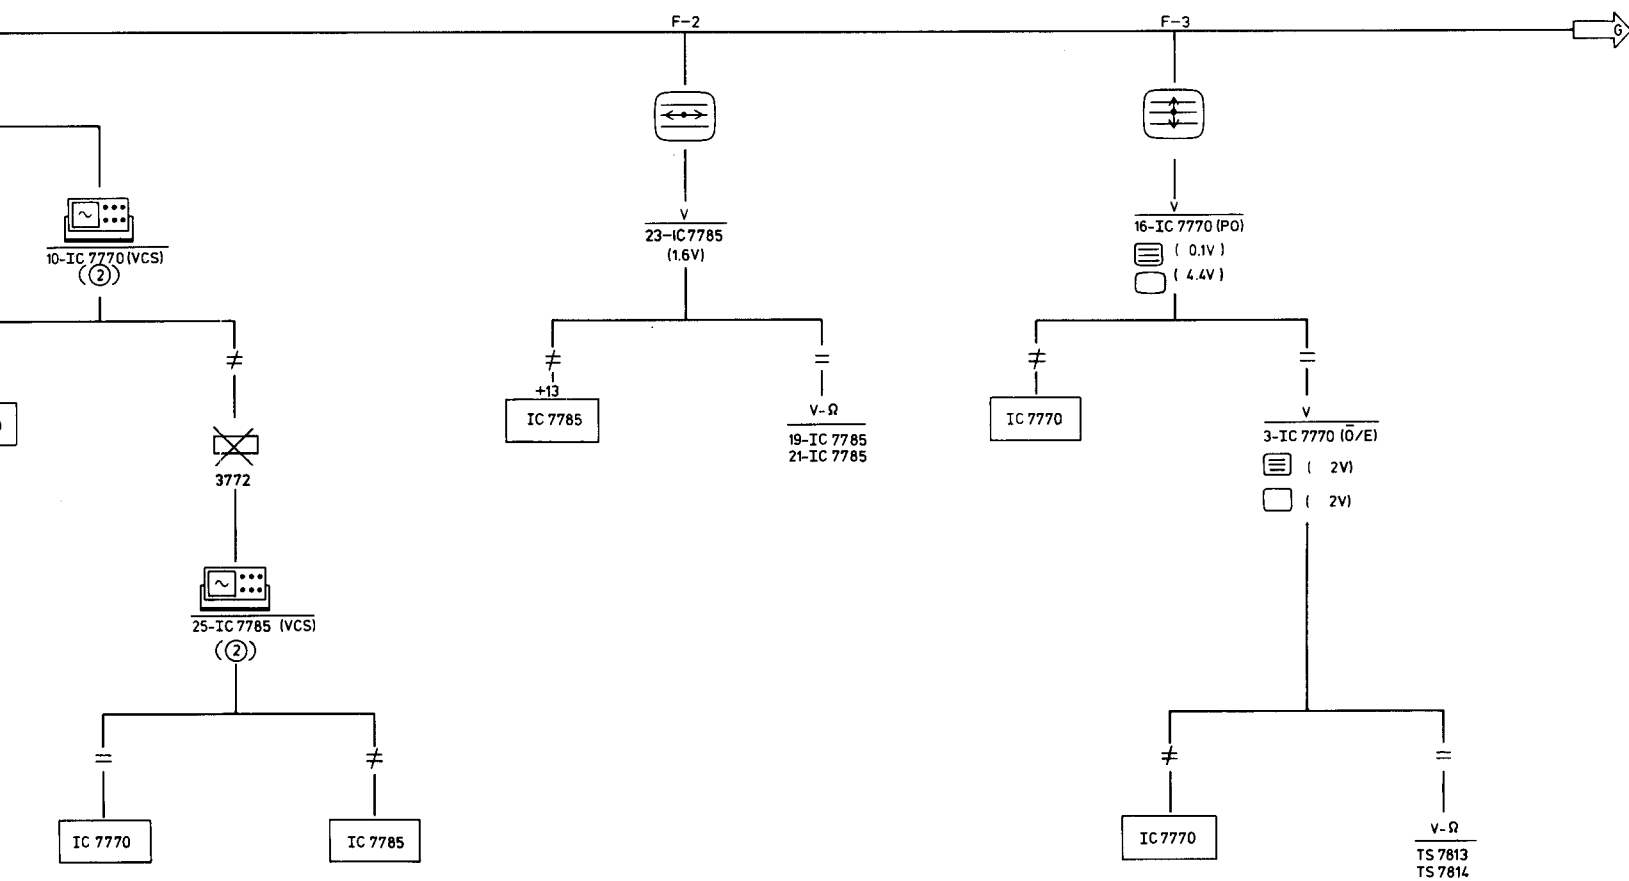 F-2
F-3
G
10-IC 7770 (VCS)
(②)
≠
3772
25-IC 7785 (VCS)
(②)
=
≠
IC 7770
IC 7785
V
23-IC 7785
(1.6V)
≠
=
+13
IC 7785
V-Ω
19-IC 7785
21-IC 7785
V
16-IC 7770 (PO)
( 0.1V )
( 4.4V )
≠
=
IC 7770
V
3-IC 7770 (O̅/E)
( 2V)
( 2V)
≠
=
IC 7770
V-Ω
TS 7813
TS 7814